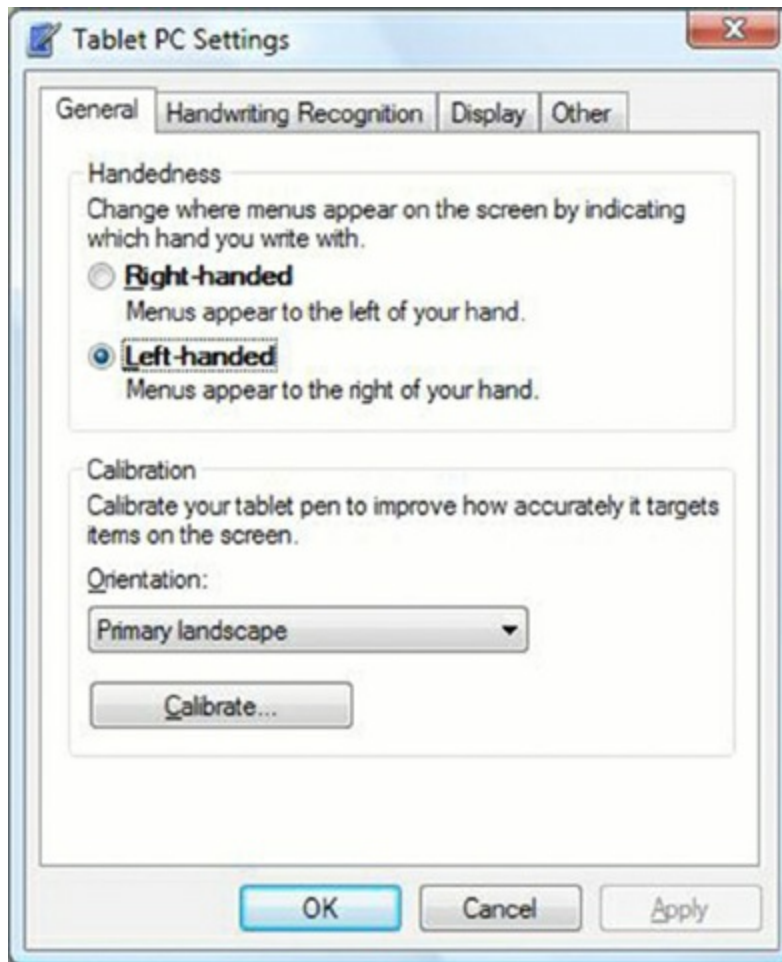 Tablet PC Settings
General Handwriting Recognition Display Other
Handedness
Change where menus appear on the screen by indicating
which hand you write with.
Right-handed
Menus appear to the left of your hand.
Left-handed
Menus appear to the right of your hand.
Calibration
Calibrate your tablet pen to improve how accurately it targets
items on the screen.
Orientation:
Primary landscape
Calibrate...
OK Cancel Apply